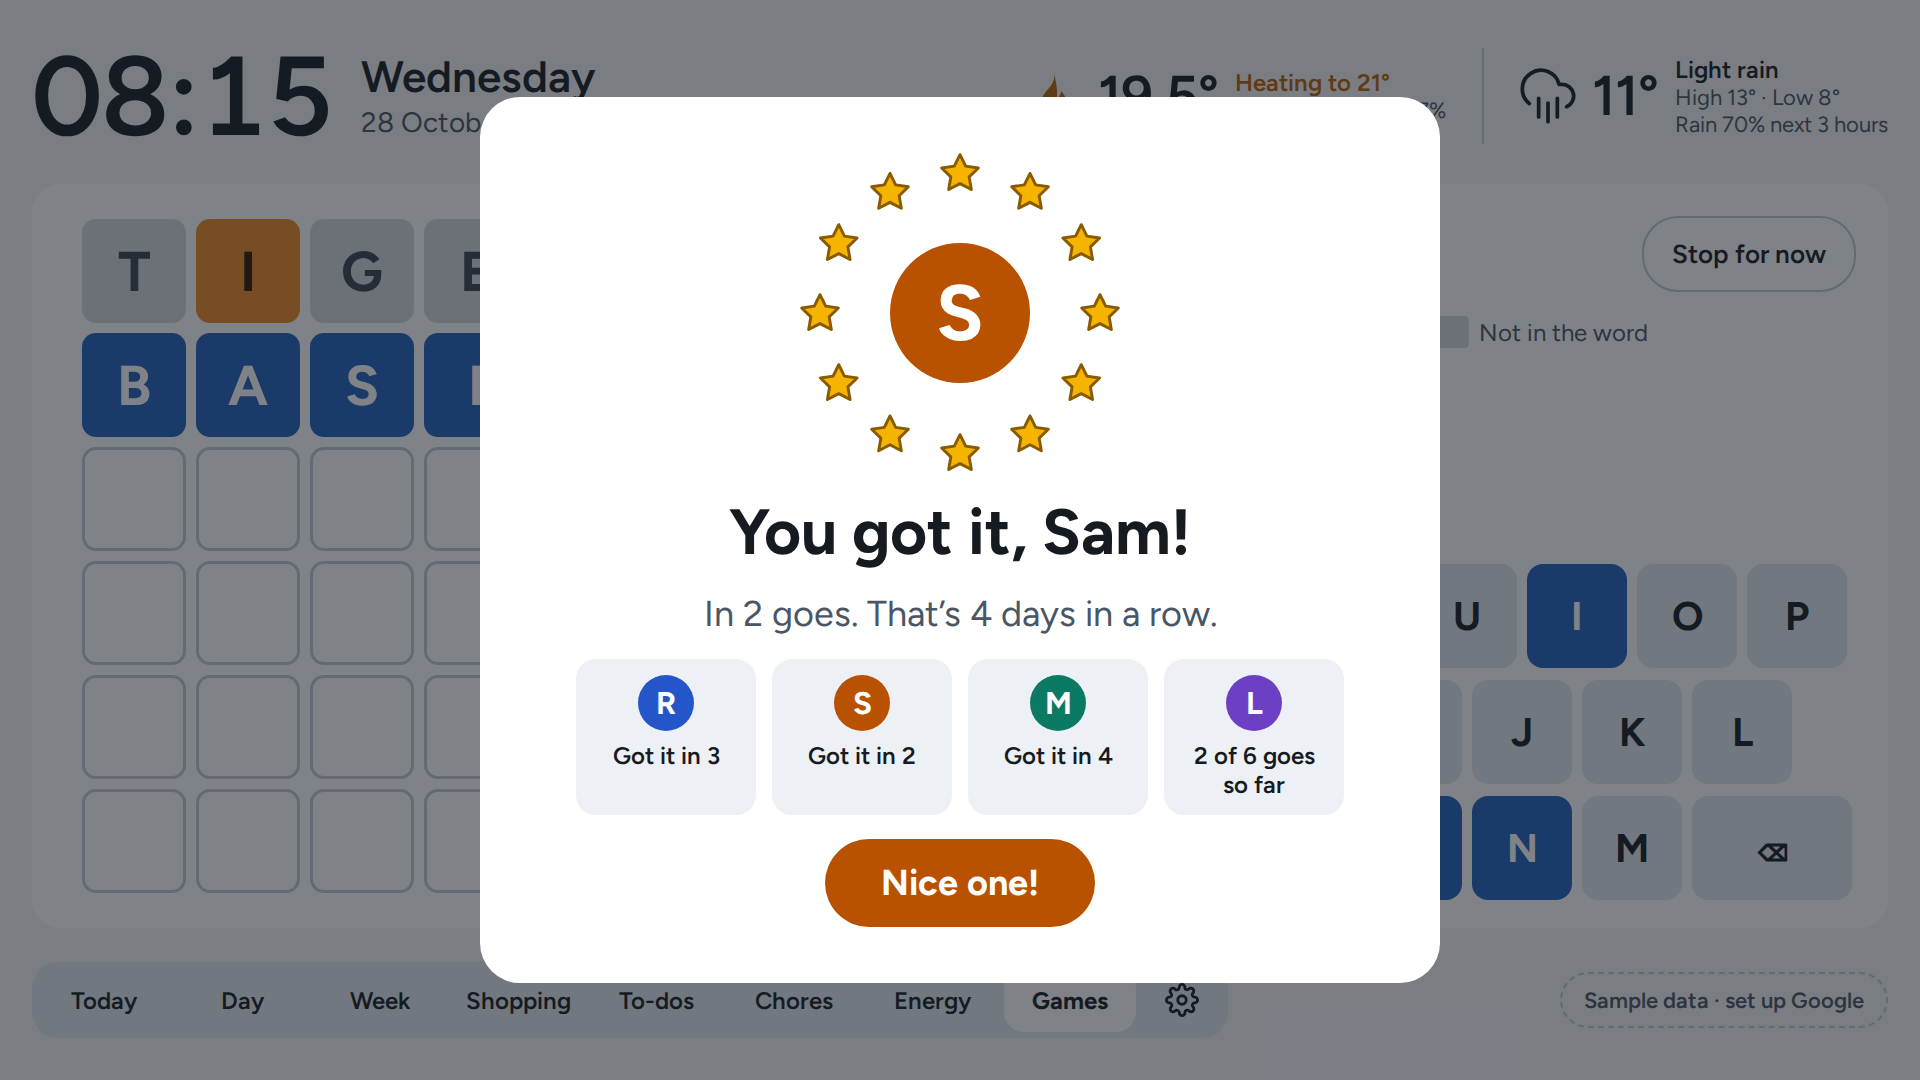 08:15
Wednesday
28 Octob
19.5°
Heating to 21°
%
11°
Light rain
High 13° · Low 8°
Rain 70% next 3 hours
T I G
B A S
Stop for now
Not in the word
S
You got it, Sam!
In 2 goes. That’s 4 days in a row.
R S M L
Got it in 3
Got it in 2
Got it in 4
2 of 6 goes
so far
Nice one!
U I O P
J K L
N M
Today Day Week Shopping To-dos Chores Energy Games
Sample data · set up Google